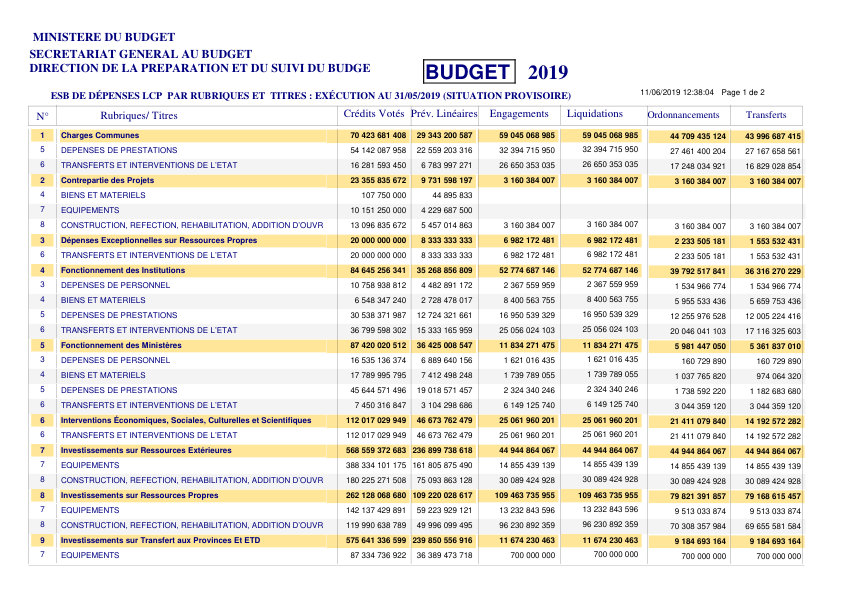 MINISTERE DU BUDGET
SECRETARIAT GENERAL AU BUDGET
DIRECTION DE LA PREPARATION ET DU SUIVI DU BUDGE
BUDGET 2019
ESB DE DÉPENSES LCP PAR RUBRIQUES ET TITRES : EXÉCUTION AU 31/05/2019 (SITUATION PROVISOIRE)
11/06/2019 12:38:04 Page 1 de 2
N° Rubriques/ Titres Crédits Votés Prév. Linéaires Engagements Liquidations Ordonnancements Transferts
1 Charges Communes 70 423 681 408 29 343 200 587 59 045 068 985 59 045 068 985 44 709 435 124 43 996 687 415
5 DEPENSES DE PRESTATIONS 54 142 087 958 22 559 203 316 32 394 715 950 32 394 715 950 27 461 400 204 27 167 658 561
6 TRANSFERTS ET INTERVENTIONS DE L'ETAT 16 281 593 450 6 783 997 271 26 650 353 035 26 650 353 035 17 248 034 921 16 829 028 854
2 Contrepartie des Projets 23 355 835 672 9 731 598 197 3 160 384 007 3 160 384 007 3 160 384 007 3 160 384 007
4 BIENS ET MATERIELS 107 750 000 44 895 833
7 EQUIPEMENTS 10 151 250 000 4 229 687 500
8 CONSTRUCTION, REFECTION, REHABILITATION, ADDITION D'OUVR 13 096 835 672 5 457 014 863 3 160 384 007 3 160 384 007 3 160 384 007 3 160 384 007
3 Dépenses Exceptionnelles sur Ressources Propres 20 000 000 000 8 333 333 333 6 982 172 481 6 982 172 481 2 233 505 181 1 553 532 431
6 TRANSFERTS ET INTERVENTIONS DE L'ETAT 20 000 000 000 8 333 333 333 6 982 172 481 6 982 172 481 2 233 505 181 1 553 532 431
4 Fonctionnement des Institutions 84 645 256 341 35 268 856 809 52 774 687 146 52 774 687 146 39 792 517 841 36 316 270 229
3 DEPENSES DE PERSONNEL 10 758 938 812 4 482 891 172 2 367 559 959 2 367 559 959 1 534 966 774 1 534 966 774
4 BIENS ET MATERIELS 6 548 347 240 2 728 478 017 8 400 563 755 8 400 563 755 5 955 533 436 5 659 753 436
5 DEPENSES DE PRESTATIONS 30 538 371 987 12 724 321 661 16 950 539 329 16 950 539 329 12 255 976 528 12 005 224 416
6 TRANSFERTS ET INTERVENTIONS DE L'ETAT 36 799 598 302 15 333 165 959 25 056 024 103 25 056 024 103 20 046 041 103 17 116 325 603
5 Fonctionnement des Ministères 87 420 020 512 36 425 008 547 11 834 271 475 11 834 271 475 5 981 447 050 5 361 837 010
3 DEPENSES DE PERSONNEL 16 535 136 374 6 889 640 156 1 621 016 435 1 621 016 435 160 729 890 160 729 890
4 BIENS ET MATERIELS 17 789 995 795 7 412 498 248 1 739 789 055 1 739 789 055 1 037 765 820 974 064 320
5 DEPENSES DE PRESTATIONS 45 644 571 496 19 018 571 457 2 324 340 246 2 324 340 246 1 738 592 220 1 182 683 680
6 TRANSFERTS ET INTERVENTIONS DE L'ETAT 7 450 316 847 3 104 298 686 6 149 125 740 6 149 125 740 3 044 359 120 3 044 359 120
6 Interventions Économiques, Sociales, Culturelles et Scientifiques 112 017 029 949 46 673 762 479 25 061 960 201 25 061 960 201 21 411 079 840 14 192 572 282
6 TRANSFERTS ET INTERVENTIONS DE L'ETAT 112 017 029 949 46 673 762 479 25 061 960 201 25 061 960 201 21 411 079 840 14 192 572 282
7 Investissements sur Ressources Extérieures 568 559 372 683 236 899 738 618 44 944 864 067 44 944 864 067 44 944 864 067 44 944 864 067
7 EQUIPEMENTS 388 334 101 175 161 805 875 490 14 855 439 139 14 855 439 139 14 855 439 139 14 855 439 139
8 CONSTRUCTION, REFECTION, REHABILITATION, ADDITION D'OUVR 180 225 271 508 75 093 863 128 30 089 424 928 30 089 424 928 30 089 424 928 30 089 424 928
8 Investissements sur Ressources Propres 262 128 068 680 109 220 028 617 109 463 735 955 109 463 735 955 79 821 391 857 79 168 615 457
7 EQUIPEMENTS 142 137 429 891 59 223 929 121 13 232 843 596 13 232 843 596 9 513 033 874 9 513 033 874
8 CONSTRUCTION, REFECTION, REHABILITATION, ADDITION D'OUVR 119 990 638 789 49 996 099 495 96 230 892 359 96 230 892 359 70 308 357 984 69 655 581 584
9 Investissements sur Transfert aux Provinces Et ETD 575 641 336 599 239 850 556 916 11 674 230 463 11 674 230 463 9 184 693 164 9 184 693 164
7 EQUIPEMENTS 87 334 736 922 36 389 473 718 700 000 000 700 000 000 700 000 000 700 000 000